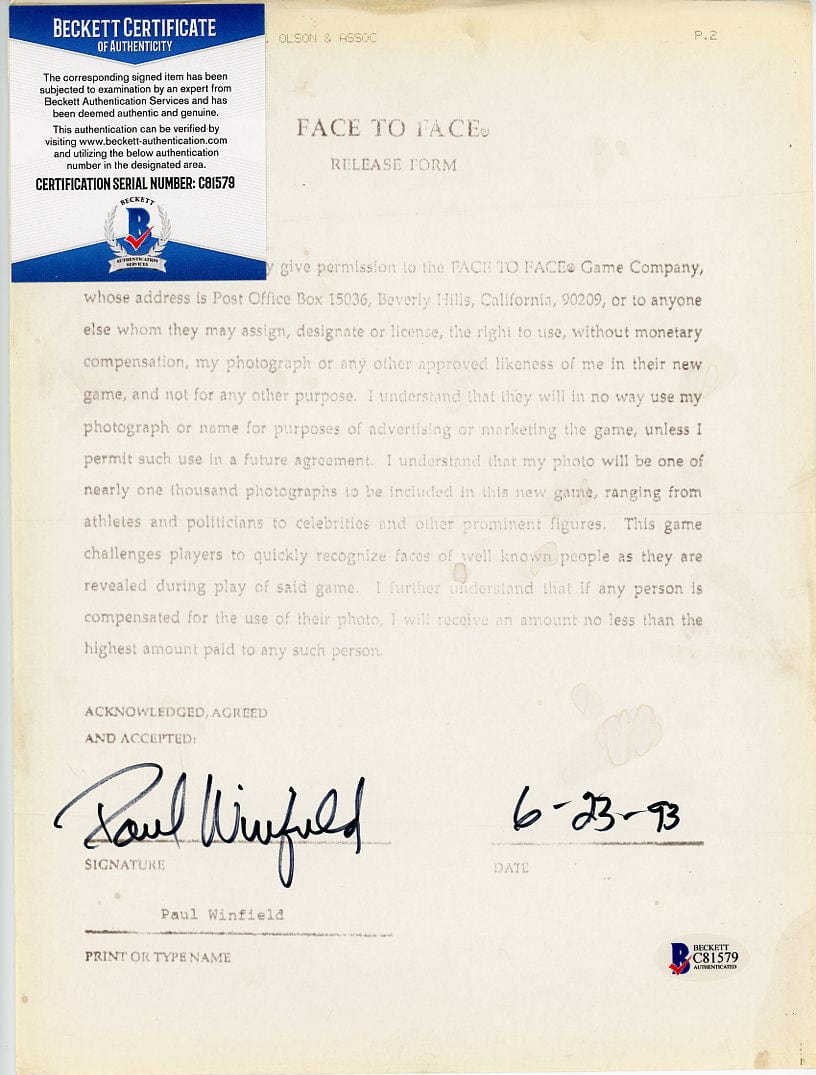 BECKETT CERTIFICATE
OF AUTHENTICITY
The corresponding signed item has been
subjected to examination by an expert from
Beckett Authentication Services and has
been deemed authentic and genuine.
This authentication can be verified by
visiting www.beckett-authentication.com
and utilizing the below authentication
number in the designated area.
CERTIFICATION SERIAL NUMBER: C81579
BECKETT
B
AUTHENTICATION
SERVICES
. OLSON & ASSOC P.2
FACE TO FACE®
RELEASE FORM
y give permission to the FACE TO FACE® Game Company,
whose address is Post Office Box 15036, Beverly Hills, California, 90209, or to anyone
else whom they may assign, designate or license, the right to use, without monetary
compensation, my photograph or any other approved likeness of me in their new
game, and not for any other purpose. I understand that they will in no way use my
photograph or name for purposes of advertising or marketing the game, unless I
permit such use in a future agreement. I understand that my photo will be one of
nearly one thousand photographs to be included in this new game, ranging from
athletes and politicians to celebrities and other prominent figures. This game
challenges players to quickly recognize faces of well known people as they are
revealed during play of said game. I further understand that if any person is
compensated for the use of their photo, I will receive an amount no less than the
highest amount paid to any such person.
ACKNOWLEDGED, AGREED
AND ACCEPTED:
Paul Winfield 6-23-93
SIGNATURE DATE
Paul Winfield
PRINT OR TYPE NAME
B BECKETT
C81579
AUTHENTICATED